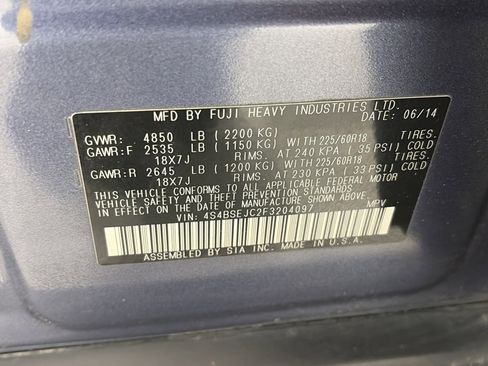 MFD BY FUJI HEAVY INDUSTRIES LTD.
DATE: 06/14
GVWR: 4850 LB (2200 KG)
GAWR:F 2535 LB (1150 KG) WITH 225/60R18
18X7J RIMS, AT 240 KPA (35 PSI) COLD
GAWR:R 2645 LB (1200 KG) WITH 225/60R18
18X7J RIMS, AT 230 KPA (33 PSI) COLD
THIS VEHICLE CONFORMS TO ALL APPLICABLE FEDERAL MOTOR
VEHICLE SAFETY AND THEFT PREVENTION STANDARDS
IN EFFECT ON THE DATE OF MANUFACTURE SHOWN ABOVE.
VIN: 4S4BSEJC2F3204097 MPV
ASSEMBLED BY SIA INC. MADE IN U.S.A.